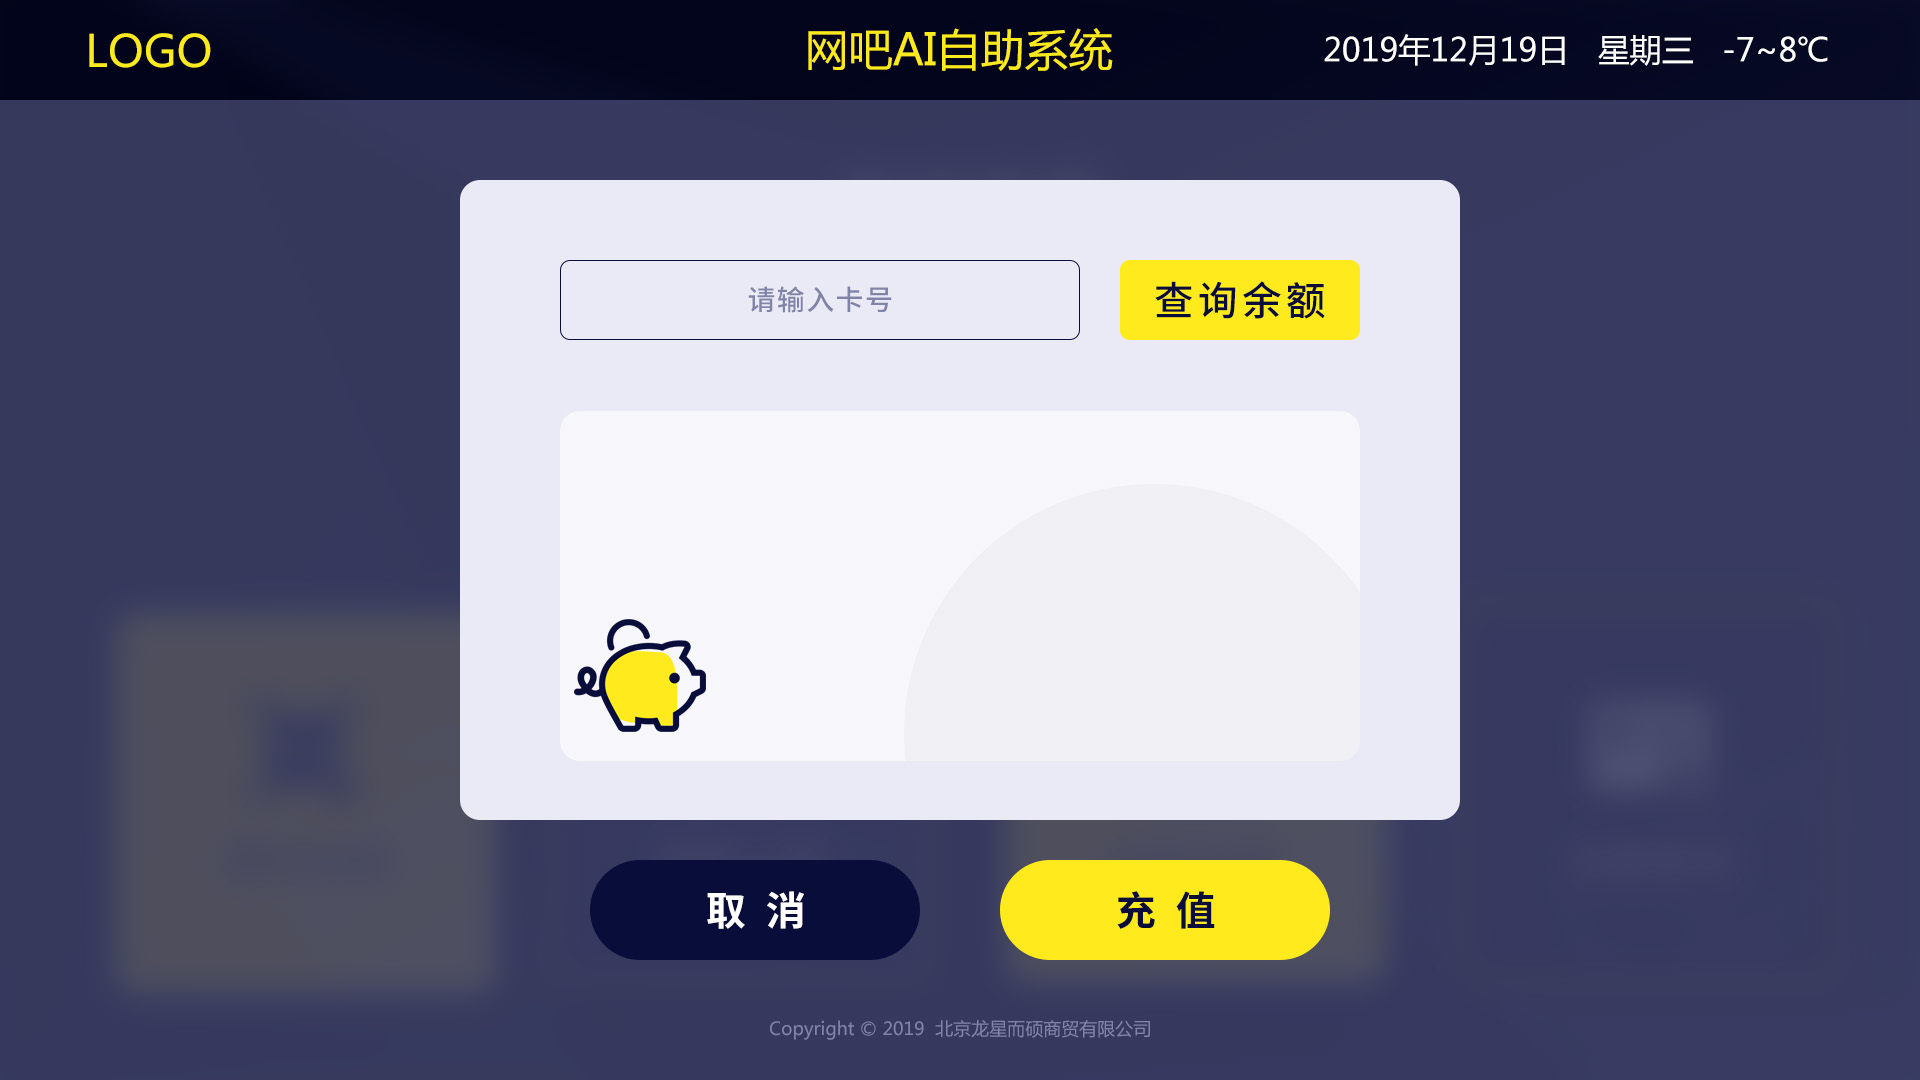 LOGO
网吧AI自助系统
2019年12月19日 星期三 -7~8℃
请输入卡号
查询余额
取 消
充 值
Copyright © 2019 北京龙星而硕商贸有限公司